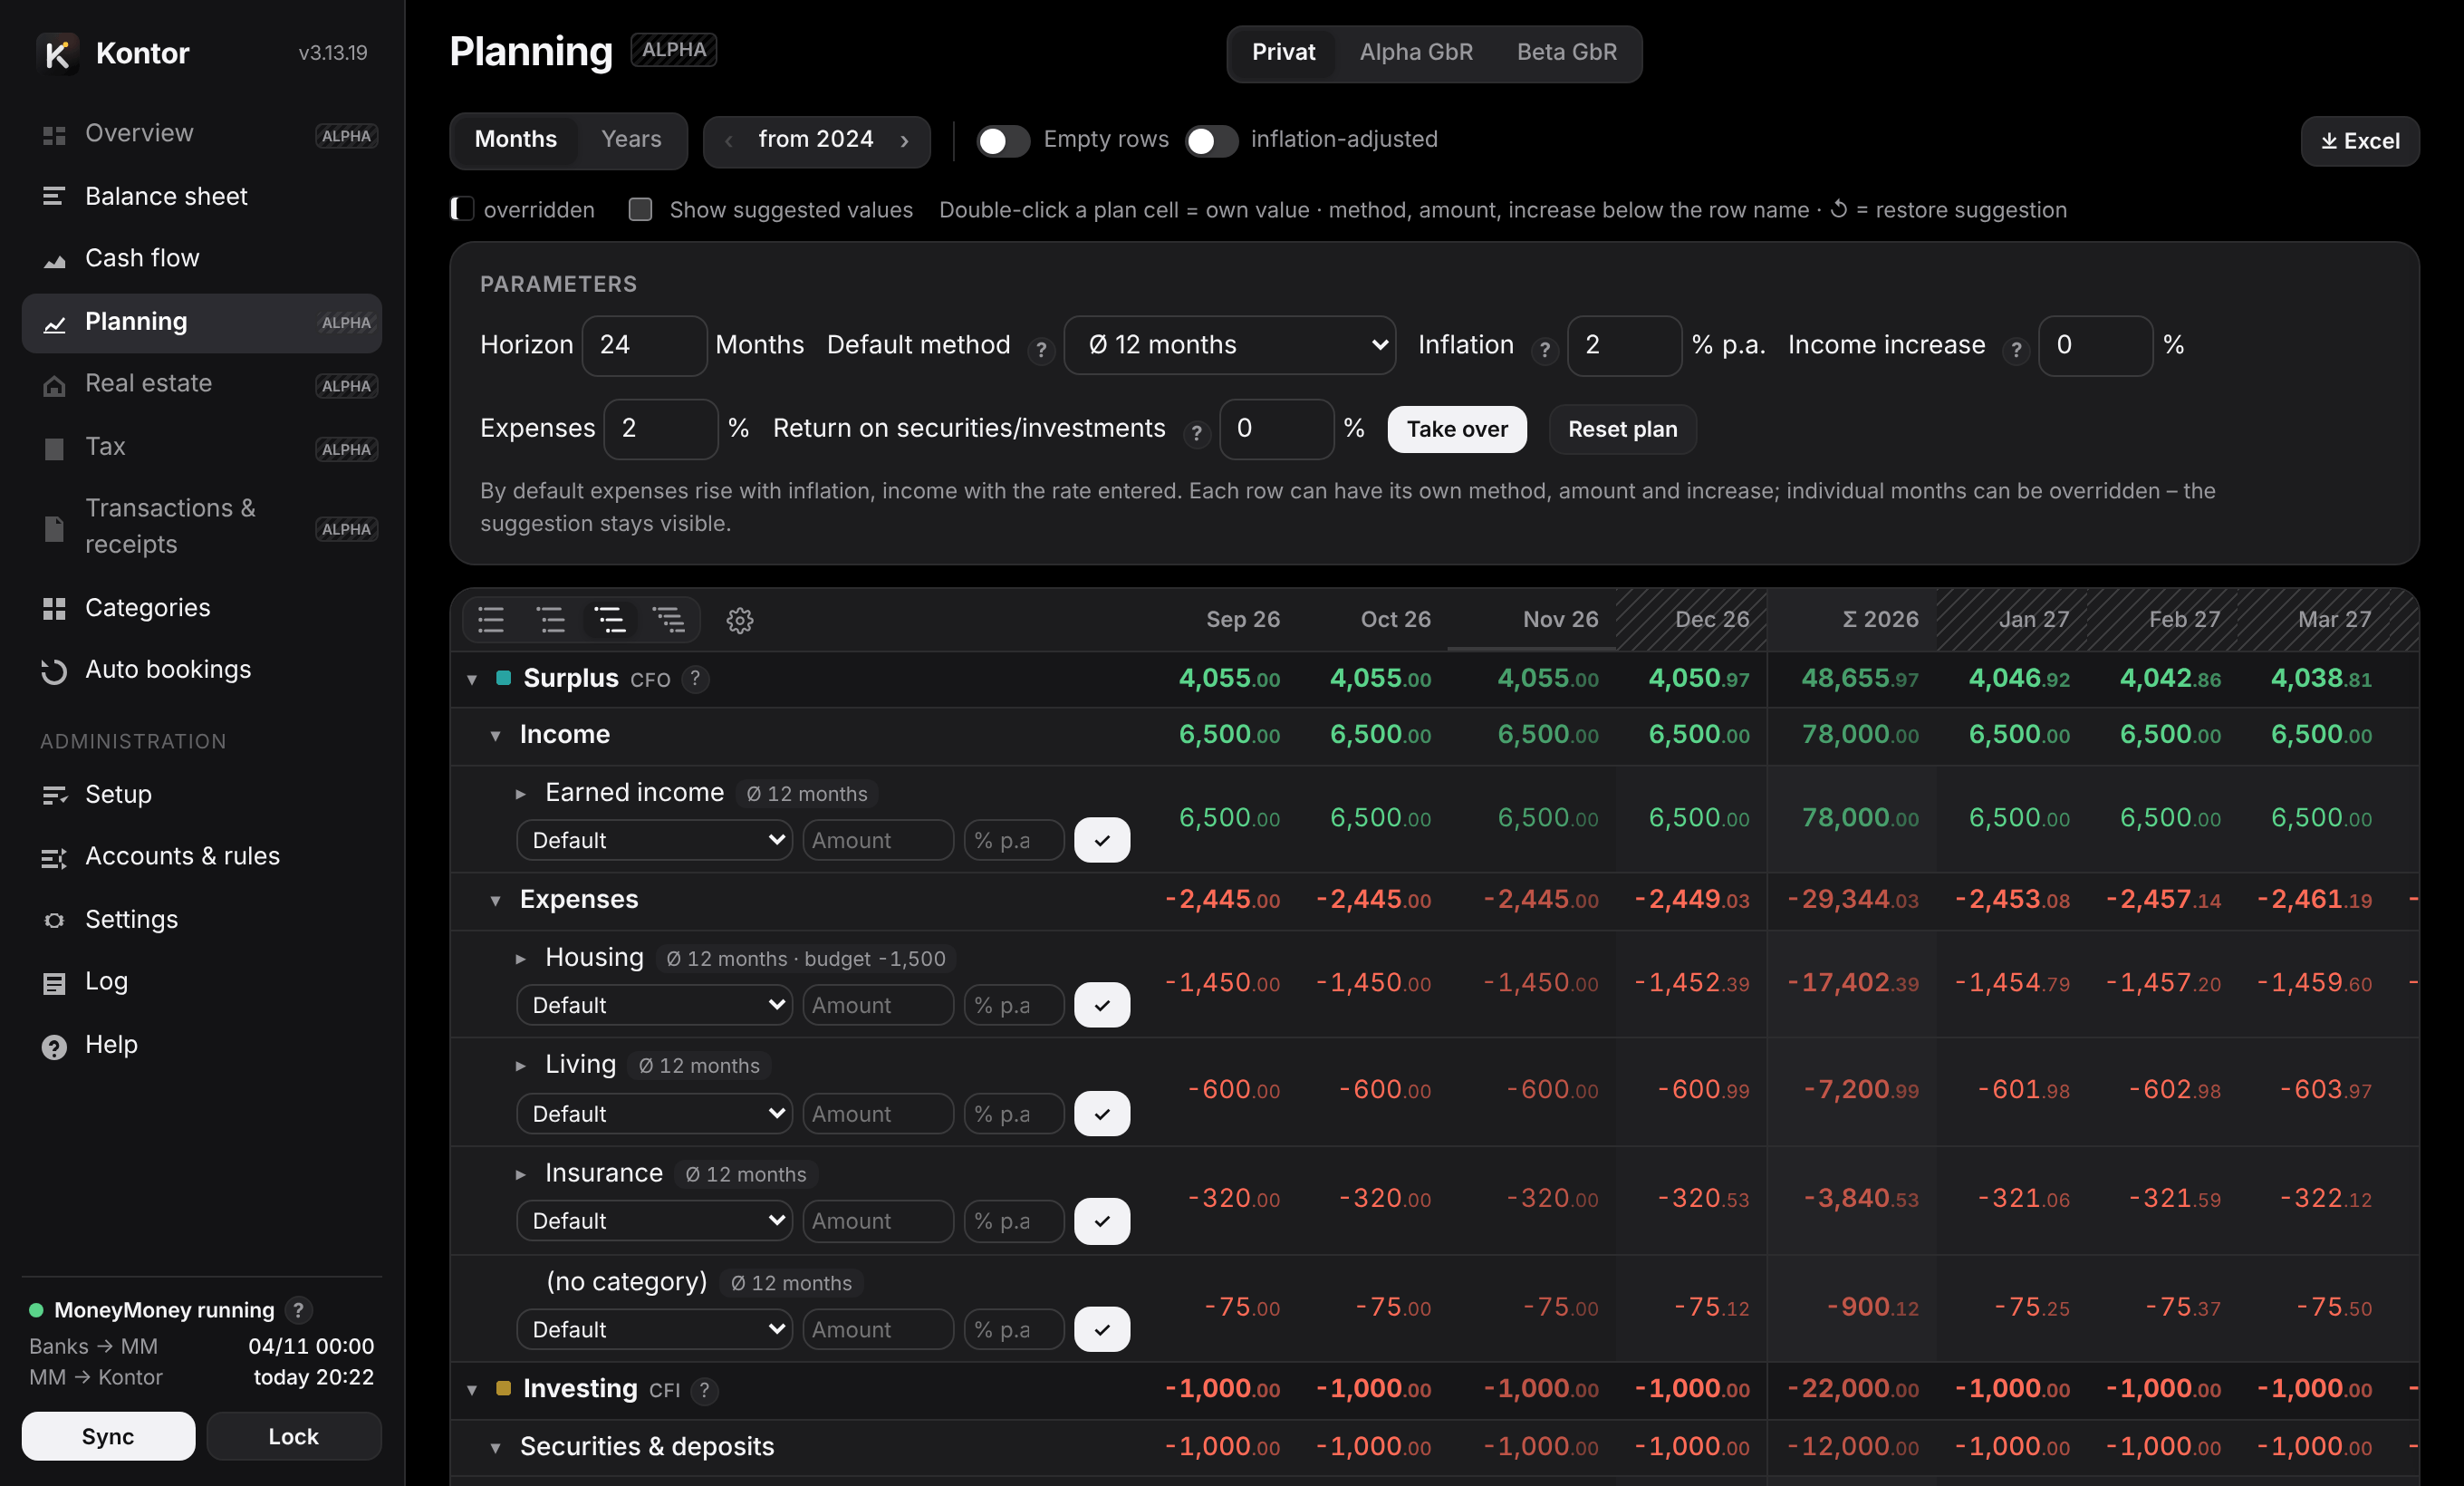 Kontor v3.13.19
Overview ALPHA
Balance sheet
Cash flow
Planning ALPHA
Real estate ALPHA
Tax ALPHA
Transactions &
receipts ALPHA
Categories
Auto bookings
ADMINISTRATION
Setup
Accounts & rules
Settings
Log
Help
MoneyMoney running ?
Banks → MM 04/11 00:00
MM → Kontor today 20:22
Sync Lock
Planning ALPHA
Privat Alpha GbR Beta GbR
Months Years ‹ from 2024 › Empty rows inflation-adjusted Excel
overridden Show suggested values Double-click a plan cell = own value · method, amount, increase below the row name · ↺ = restore suggestion
PARAMETERS
Horizon 24 Months Default method ? Ø 12 months Inflation ? 2 % p.a. Income increase ? 0 %
Expenses 2 % Return on securities/investments ? 0 % Take over Reset plan
By default expenses rise with inflation, income with the rate entered. Each row can have its own method, amount and increase; individual months can be overridden – the
suggestion stays visible.
Sep 26 Oct 26 Nov 26 Dec 26 Σ 2026 Jan 27 Feb 27 Mar 27
Surplus CFO ? 4,055.00 4,055.00 4,055.00 4,050.97 48,655.97 4,046.92 4,042.86 4,038.81
Income 6,500.00 6,500.00 6,500.00 6,500.00 78,000.00 6,500.00 6,500.00 6,500.00
Earned income Ø 12 months
Default Amount % p.a 6,500.00 6,500.00 6,500.00 6,500.00 78,000.00 6,500.00 6,500.00 6,500.00
Expenses -2,445.00 -2,445.00 -2,445.00 -2,449.03 -29,344.03 -2,453.08 -2,457.14 -2,461.19 -
Housing Ø 12 months · budget -1,500
Default Amount % p.a -1,450.00 -1,450.00 -1,450.00 -1,452.39 -17,402.39 -1,454.79 -1,457.20 -1,459.60 -
Living Ø 12 months
Default Amount % p.a -600.00 -600.00 -600.00 -600.99 -7,200.99 -601.98 -602.98 -603.97
Insurance Ø 12 months
Default Amount % p.a -320.00 -320.00 -320.00 -320.53 -3,840.53 -321.06 -321.59 -322.12
(no category) Ø 12 months
Default Amount % p.a -75.00 -75.00 -75.00 -75.12 -900.12 -75.25 -75.37 -75.50
Investing CFI ? -1,000.00 -1,000.00 -1,000.00 -1,000.00 -22,000.00 -1,000.00 -1,000.00 -1,000.00 -
Securities & deposits -1,000.00 -1,000.00 -1,000.00 -1,000.00 -12,000.00 -1,000.00 -1,000.00 -1,000.00 -